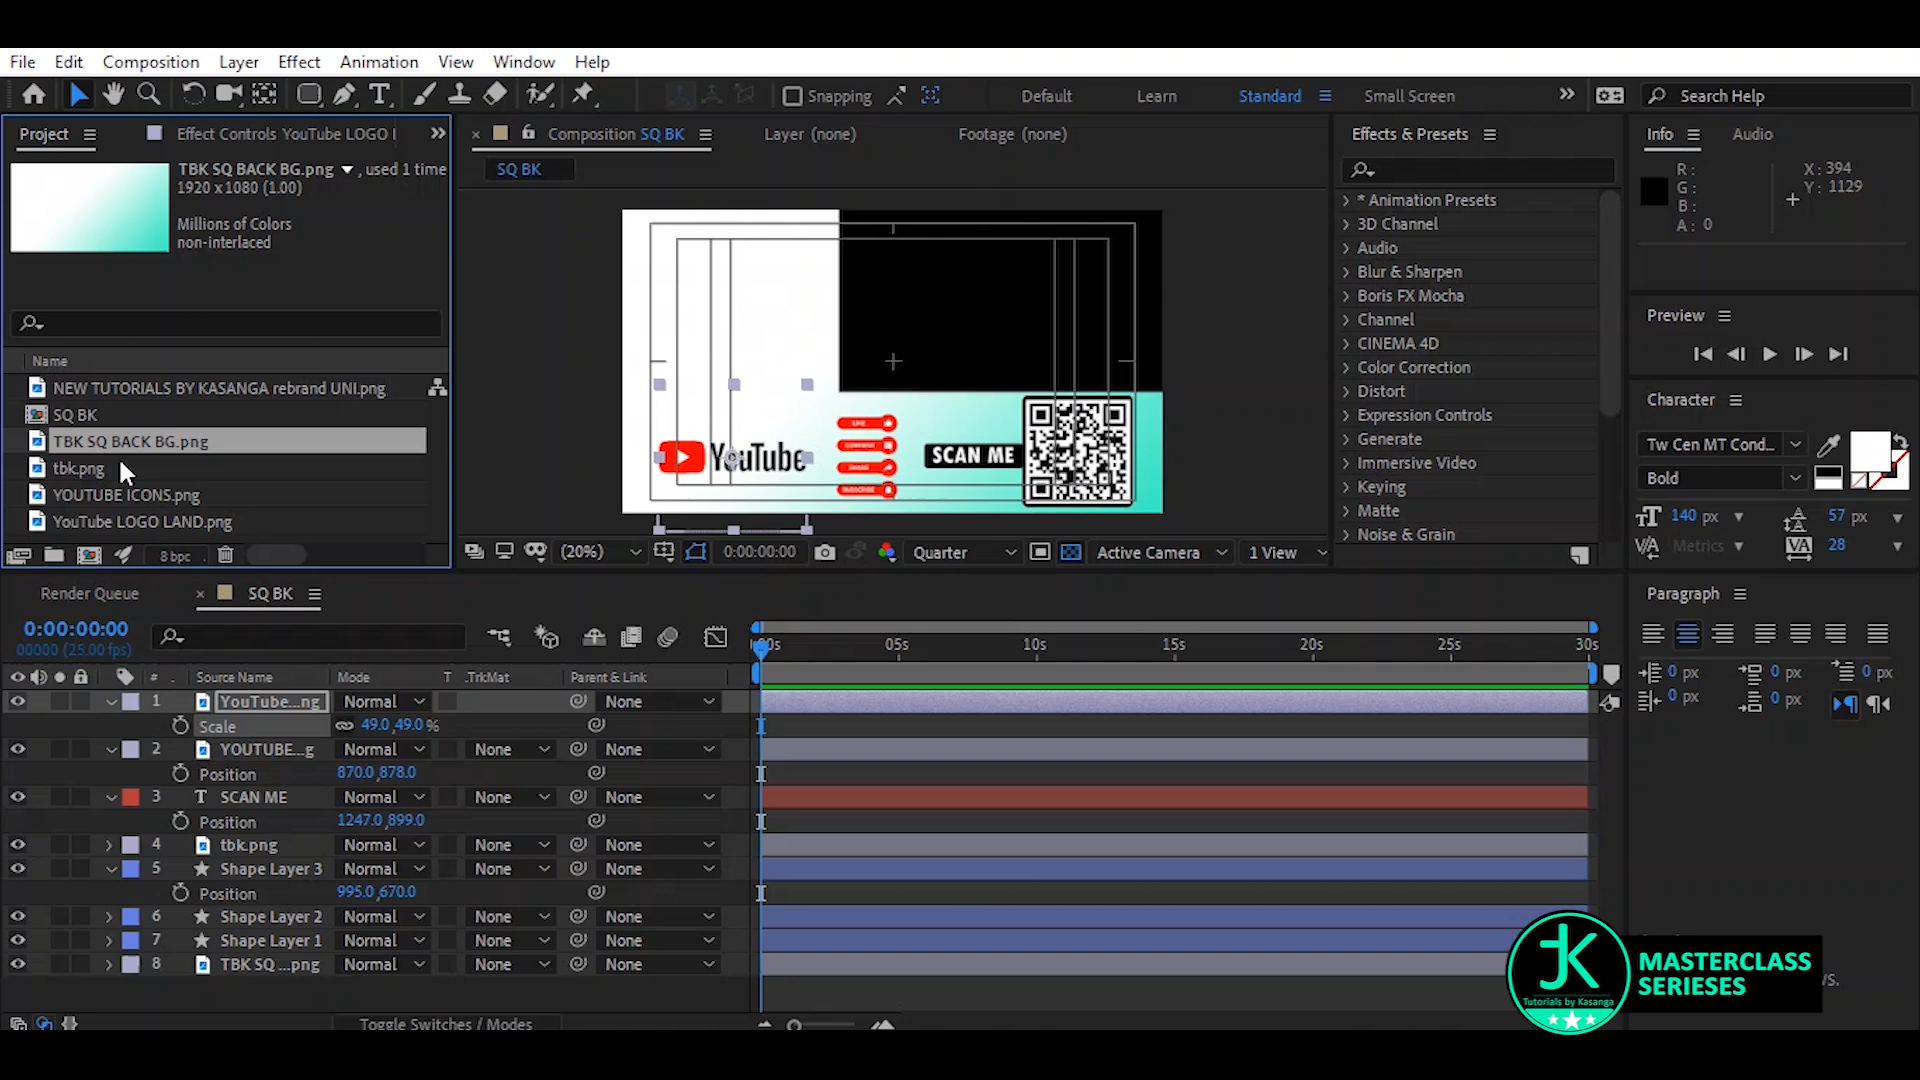 File Edit Composition Layer Effect Animation View Window Help
Snapping Default Learn Standard Small Screen Search Help
Project Effect Controls YouTube LOGO
Composition SQ BK Layer (none) Footage (none)
Effects & Presets
Info Audio
TBK SQ BACK BG.png , used 1 time
1920 x 1080 (1.00)
Millions of Colors
non-interlaced
SQ BK
R :
G :
B :
A : 0
X : 394
Y : 1129
* Animation Presets
3D Channel
Audio
Blur & Sharpen
Boris FX Mocha
Channel
CINEMA 4D
Color Correction
Distort
Expression Controls
Generate
Immersive Video
Keying
Matte
Noise & Grain
Preview
Character
Tw Cen MT Cond...
Bold
140 px
57 px
Metrics
28
Name
NEW TUTORIALS BY KASANGA rebrand UNI.png
SQ BK
TBK SQ BACK BG.png
tbk.png
YOUTUBE ICONS.png
YouTube LOGO LAND.png
8 bpc
YouTube
LIKE
COMMENT
SHARE
SUBSCRIBE
SCAN ME
(20%) 0:00:00:00 Quarter Active Camera 1 View
Render Queue SQ BK
Paragraph
0 px 0 px 0 px
0 px 0 px
0:00:00:00
00000 (25.00 fps)
00s 05s 10s 15s 20s 25s 30s
# . Source Name Mode T .TrkMat Parent & Link
1 YouTube...ng Normal None
Scale 49.0,49.0 %
2 YOUTUBE...g Normal None None
Position 870.0,878.0
3 T SCAN ME Normal None None
Position 1247.0,899.0
4 tbk.png Normal None None
5 Shape Layer 3 Normal None None
Position 995.0,670.0
6 Shape Layer 2 Normal None None
7 Shape Layer 1 Normal None None
8 TBK SQ ...png Normal None None
Toggle Switches / Modes
JK
Tutorials by Kasanga
MASTERCLASS
SERIESES